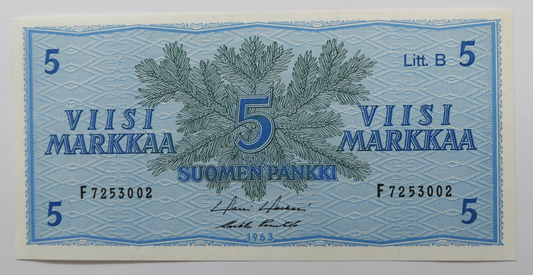 5 Litt. B 5
VIISI 5 VIISI
MARKKAA MARKKAA
SUOMEN PANKKI
F7253002 F7253002
5 5
1963